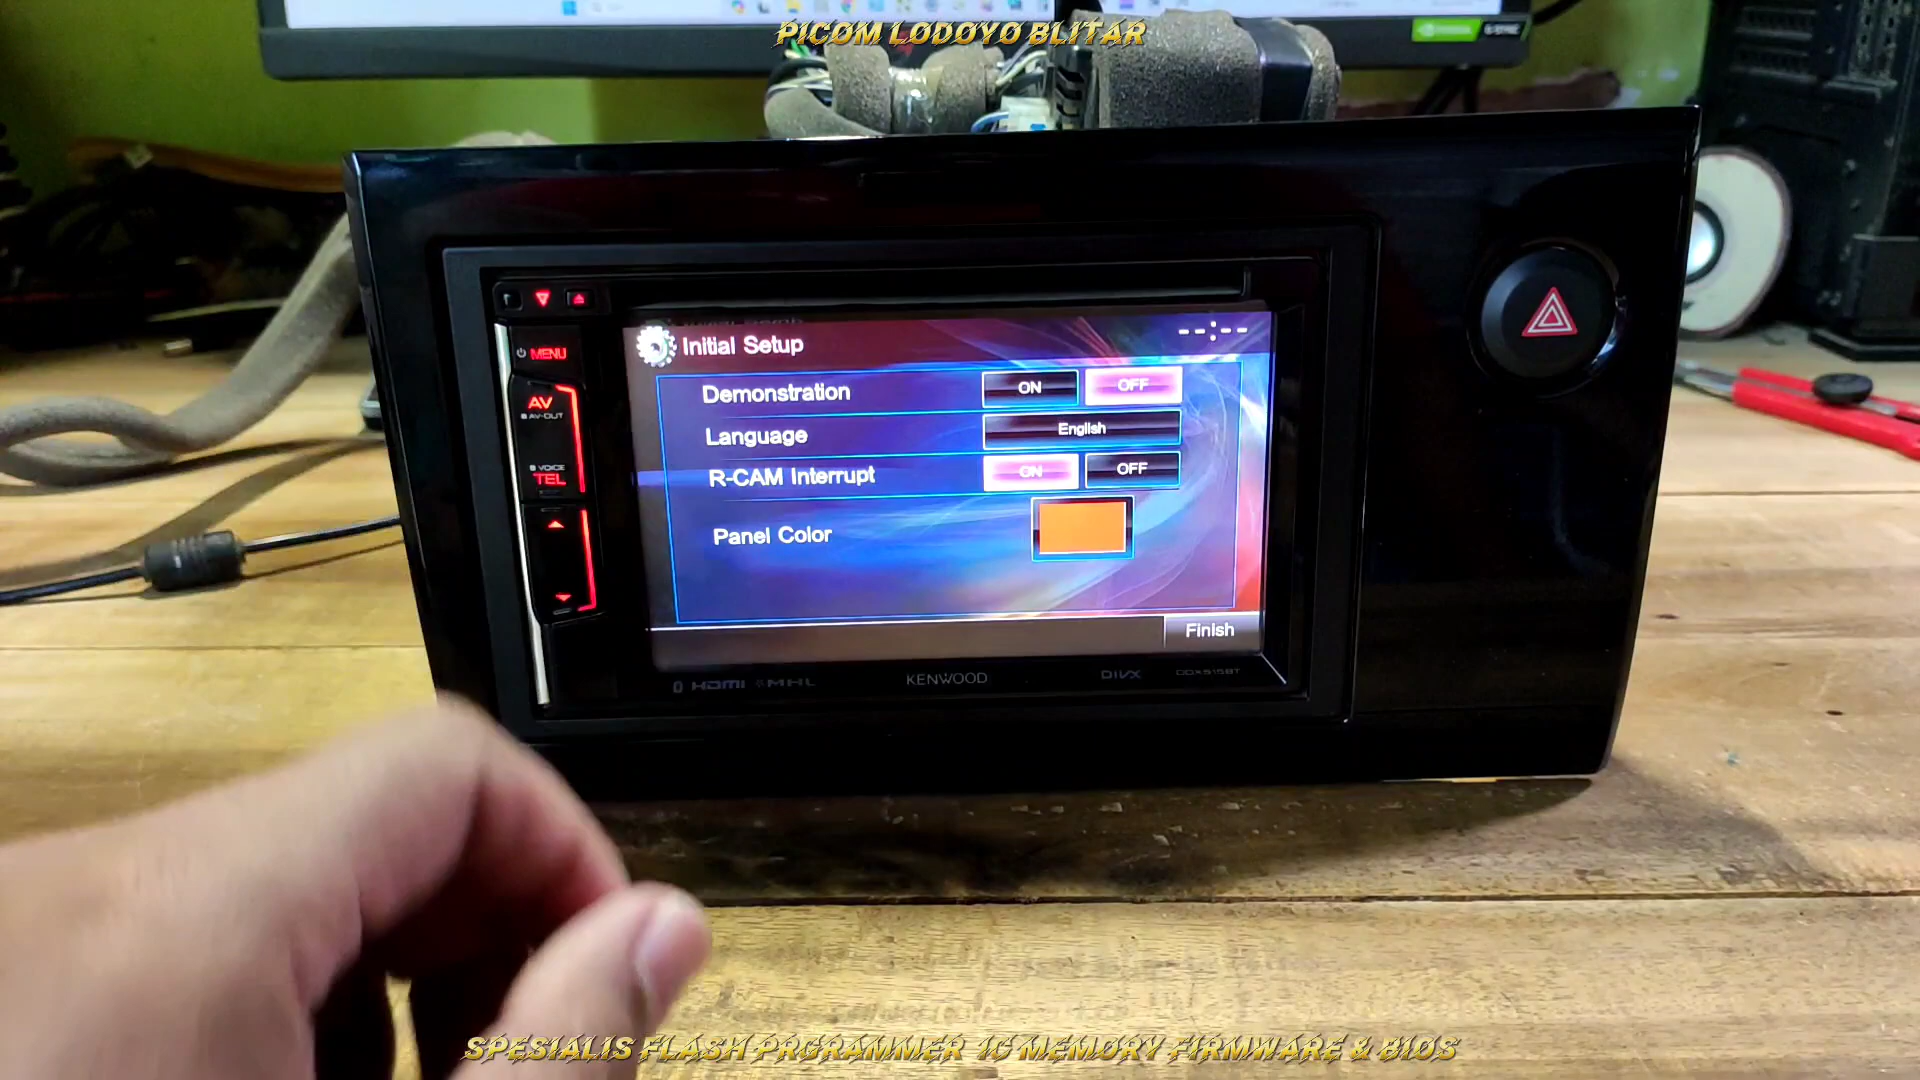 PICOM LODOYO BLITAR
MENU
Initial Setup
--:--
AV
AV-OUT
VOICE
TEL
Demonstration ON OFF
Language English
R-CAM Interrupt ON OFF
Panel Color
Finish
HDMI MHL KENWOOD DIVX DDX515BT
SPESIALIS FLASH PRGRAMMER IC MEMORY FIRMWARE & BIOS